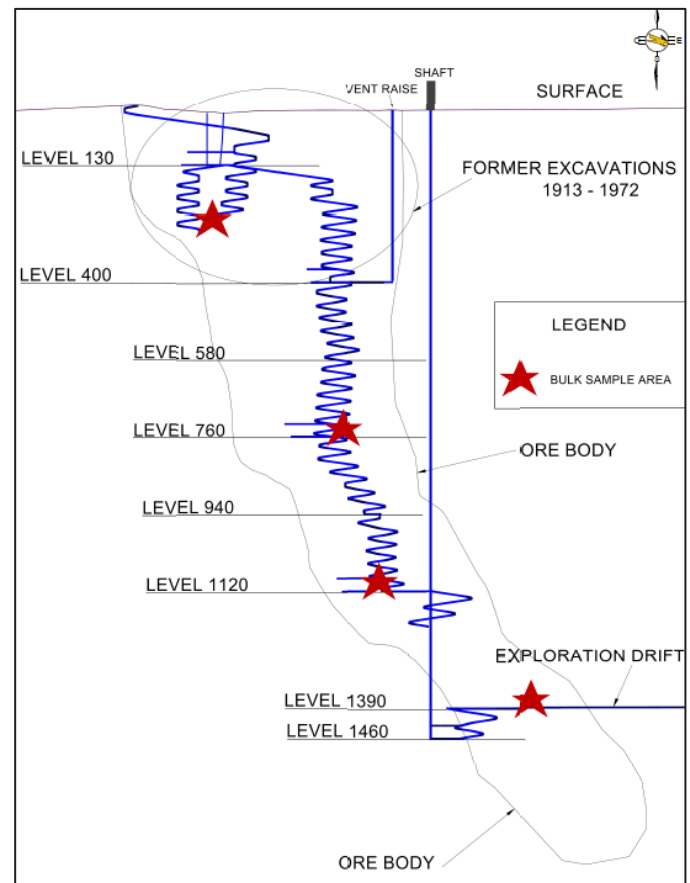 SHAFT
VENT RAISE
SURFACE
LEVEL 130
FORMER EXCAVATIONS
1913 - 1972
LEVEL 400
LEGEND
BULK SAMPLE AREA
LEVEL 580
LEVEL 760
ORE BODY
LEVEL 940
LEVEL 1120
EXPLORATION DRIFT
LEVEL 1390
LEVEL 1460
ORE BODY